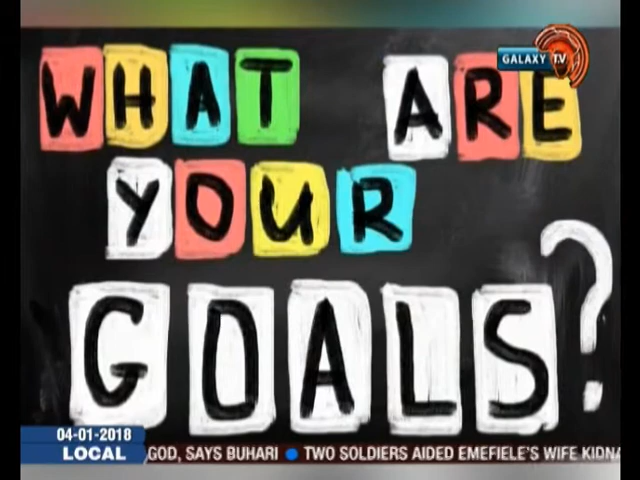 GALAXY TV
WHAT ARE
YOUR
GOALS?
04-01-2018
LOCAL
GOD, SAYS BUHARI ● TWO SOLDIERS AIDED EMEFIELE'S WIFE KIDNA